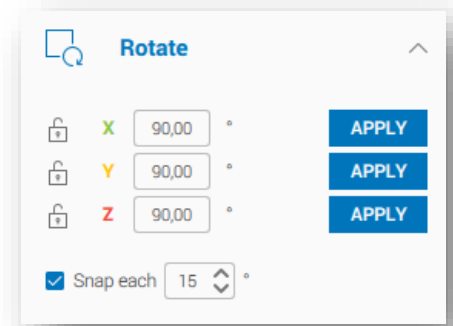 Rotate
X 90,00 ° APPLY
Y 90,00 ° APPLY
Z 90,00 ° APPLY
Snap each 15 °